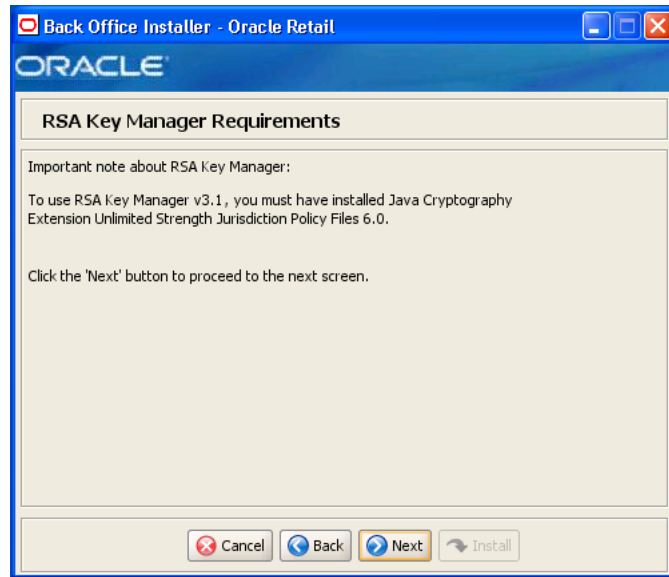 Back Office Installer - Oracle Retail
ORACLE
RSA Key Manager Requirements
Important note about RSA Key Manager:
To use RSA Key Manager v3.1, you must have installed Java Cryptography
Extension Unlimited Strength Jurisdiction Policy Files 6.0.
Click the 'Next' button to proceed to the next screen.
Cancel Back Next Install